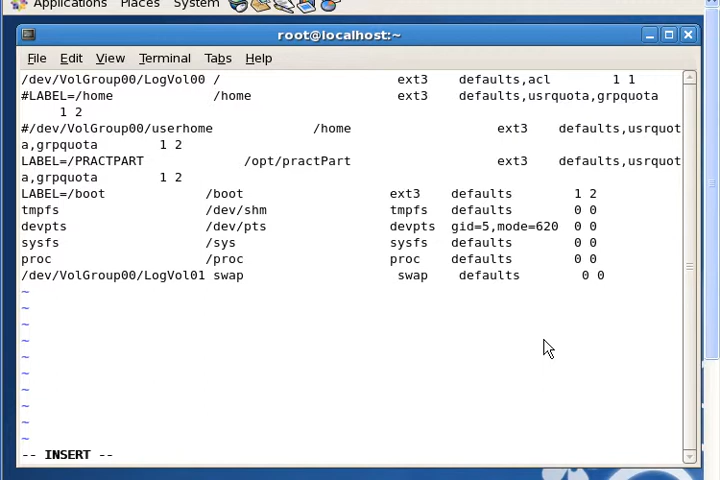 Applications Places System
root@localhost:~
File Edit View Terminal Tabs Help
/dev/VolGroup00/LogVol00 / ext3 defaults,acl 1 1
#LABEL=/home /home ext3 defaults,usrquota,grpquota
1 2
#/dev/VolGroup00/userhome /home ext3 defaults,usrquot
a,grpquota 1 2
LABEL=/PRACTPART /opt/practPart ext3 defaults,usrquot
a,grpquota 1 2
LABEL=/boot /boot ext3 defaults 1 2
tmpfs /dev/shm tmpfs defaults 0 0
devpts /dev/pts devpts gid=5,mode=620 0 0
sysfs /sys sysfs defaults 0 0
proc /proc proc defaults 0 0
/dev/VolGroup00/LogVol01 swap swap defaults 0 0
~
~
~
~
~
~
~
~
~
~
-- INSERT --